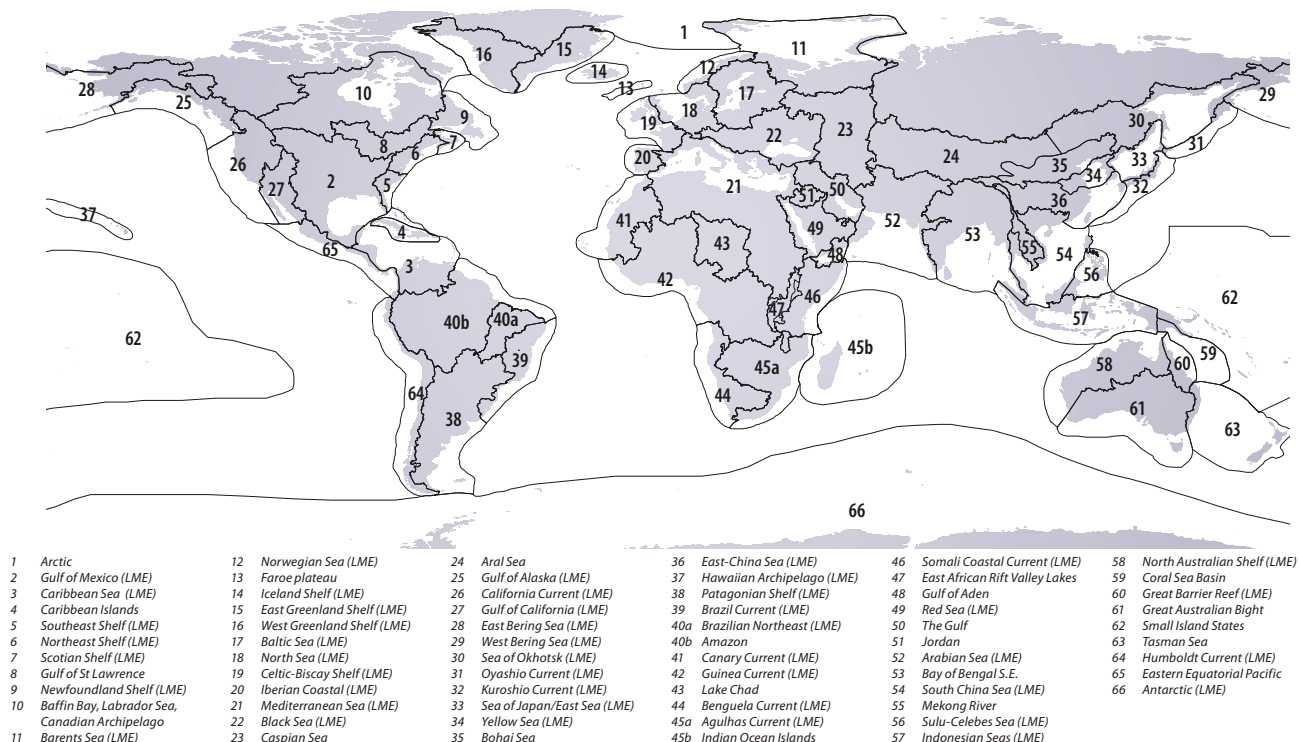 1
16
15
11
14
12
28
13
29
10
17
25
18
9
30
19
23
22
7
31
8
24
6
33
20
35
26
34
2
32
27
5
21
50
51
36
37
41
52
4
49
53
43
54
65
55
48
56
3
42
46
62
47
57
40a
40b
62
45b
59
39
58
60
45a
64
44
61
38
63
66
1 Arctic
2 Gulf of Mexico (LME)
3 Caribbean Sea (LME)
4 Caribbean Islands
5 Southeast Shelf (LME)
6 Northeast Shelf (LME)
7 Scotian Shelf (LME)
8 Gulf of St Lawrence
9 Newfoundland Shelf (LME)
10 Baffin Bay, Labrador Sea,
Canadian Archipelago
11 Barents Sea (LME)
12 Norwegian Sea (LME)
13 Faroe plateau
14 Iceland Shelf (LME)
15 East Greenland Shelf (LME)
16 West Greenland Shelf (LME)
17 Baltic Sea (LME)
18 North Sea (LME)
19 Celtic-Biscay Shelf (LME)
20 Iberian Coastal (LME)
21 Mediterranean Sea (LME)
22 Black Sea (LME)
23 Caspian Sea
24 Aral Sea
25 Gulf of Alaska (LME)
26 California Current (LME)
27 Gulf of California (LME)
28 East Bering Sea (LME)
29 West Bering Sea (LME)
30 Sea of Okhotsk (LME)
31 Oyashio Current (LME)
32 Kuroshio Current (LME)
33 Sea of Japan/East Sea (LME)
34 Yellow Sea (LME)
35 Bohai Sea
36 East-China Sea (LME)
37 Hawaiian Archipelago (LME)
38 Patagonian Shelf (LME)
39 Brazil Current (LME)
40a Brazilian Northeast (LME)
40b Amazon
41 Canary Current (LME)
42 Guinea Current (LME)
43 Lake Chad
44 Benguela Current (LME)
45a Agulhas Current (LME)
45b Indian Ocean Islands
46 Somali Coastal Current (LME)
47 East African Rift Valley Lakes
48 Gulf of Aden
49 Red Sea (LME)
50 The Gulf
51 Jordan
52 Arabian Sea (LME)
53 Bay of Bengal S.E.
54 South China Sea (LME)
55 Mekong River
56 Sulu-Celebes Sea (LME)
57 Indonesian Seas (LME)
58 North Australian Shelf (LME)
59 Coral Sea Basin
60 Great Barrier Reef (LME)
61 Great Australian Bight
62 Small Island States
63 Tasman Sea
64 Humboldt Current (LME)
65 Eastern Equatorial Pacific
66 Antarctic (LME)